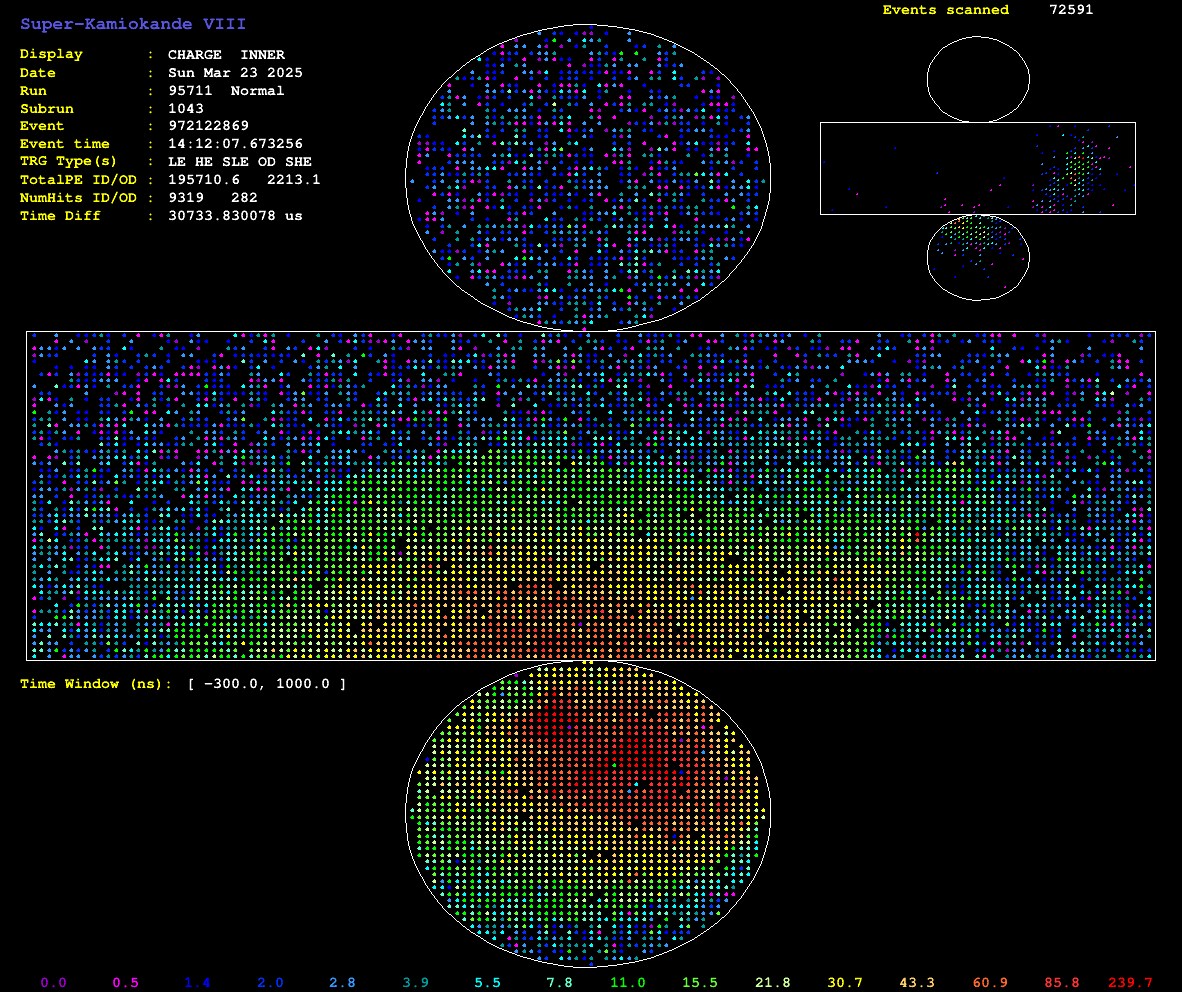 Super-Kamiokande VIII
Events scanned 72591
Display : CHARGE INNER
Date : Sun Mar 23 2025
Run : 95711 Normal
Subrun : 1043
Event : 972122869
Event time : 14:12:07.673256
TRG Type(s) : LE HE SLE OD SHE
TotalPE ID/OD : 195710.6 2213.1
NumHits ID/OD : 9319 282
Time Diff : 30733.830078 us
Time Window (ns): [ -300.0, 1000.0 ]
0.0 0.5 1.4 2.0 2.8 3.9 5.5 7.8 11.0 15.5 21.8 30.7 43.3 60.9 85.8 239.7